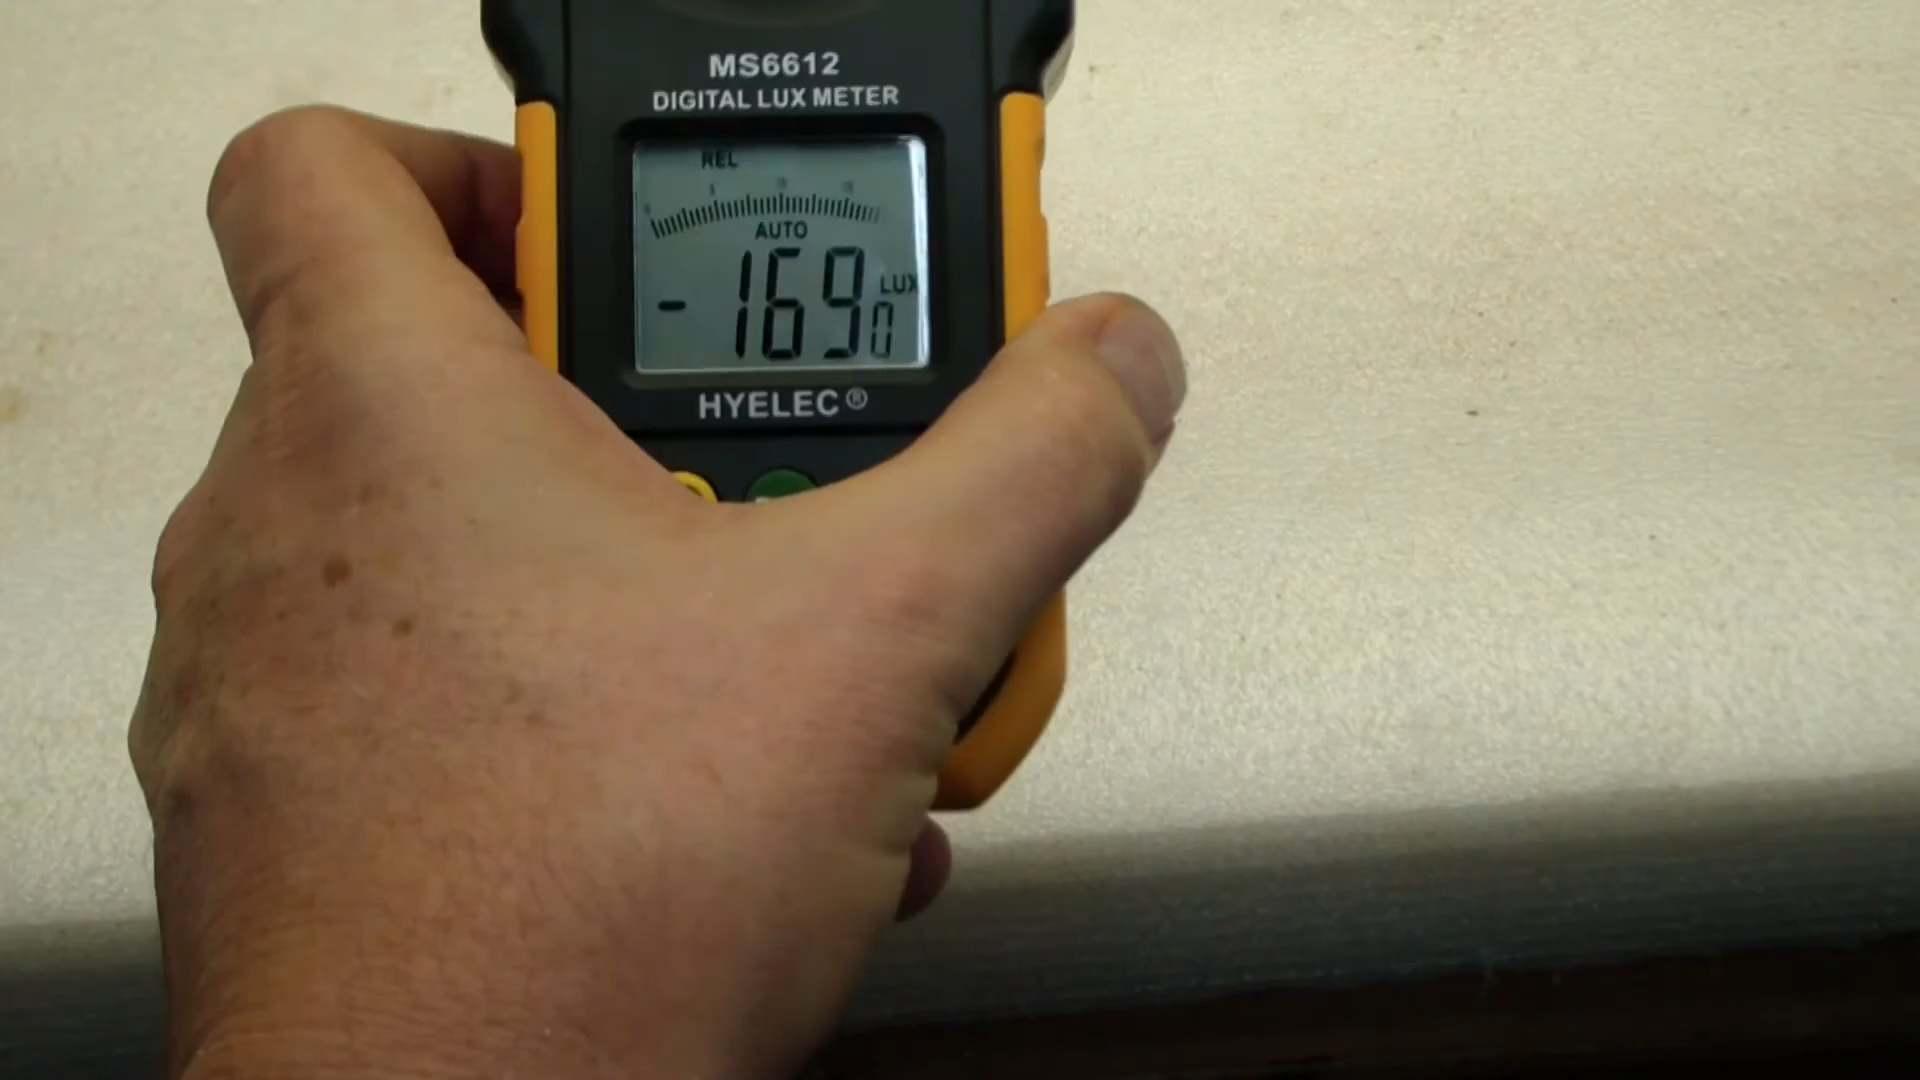 MS6612
DIGITAL LUX METER
REL
AUTO
LUX
-1690
HYELEC®